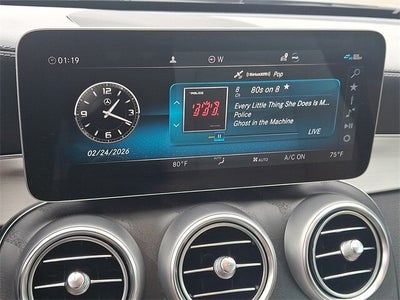 01:19
W
((SiriusXM)) Pop
8 80s on 8 ★
Ch
POLICE
Every Little Thing She Does Is M...
Police
Ghost in the Machine
LIVE
02/24/2026
80°F
AUTO
A/C ON
75°F